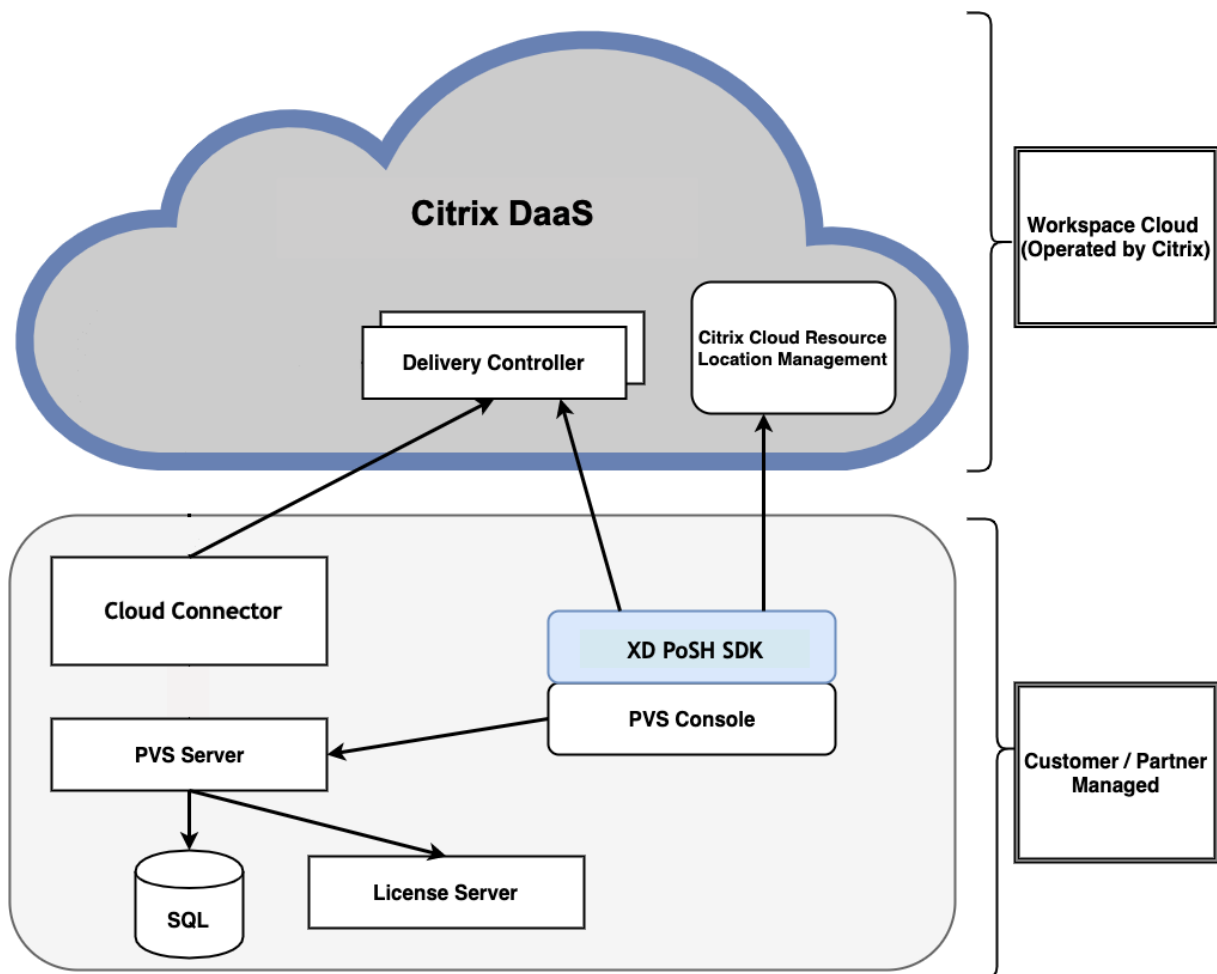 Citrix DaaS
Workspace Cloud
(Operated by Citrix)
Delivery Controller
Citrix Cloud Resource
Location Management
Cloud Connector
XD PoSH SDK
PVS Console
PVS Server
Customer / Partner
Managed
SQL
License Server